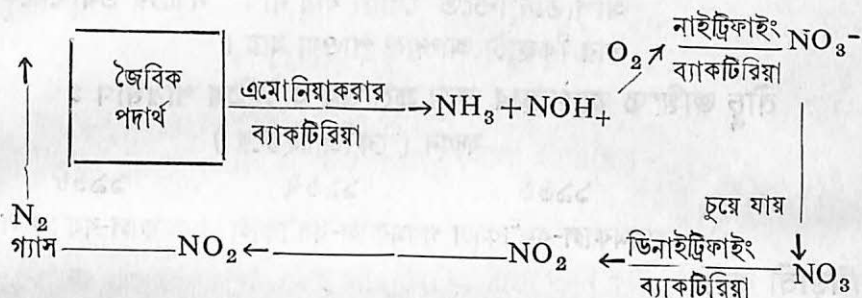 জৈবিক
পদার্থ
এমোনিয়াকরার
ব্যাকটিরিয়া
→NH₃+NOH₊
O₂
নাইট্রিফাইং
ব্যাকটিরিয়া
NO₃⁻
চুয়ে যায়
NO₃
ডিনাইট্রিফাইং
ব্যাকটিরিয়া
NO₂
NO₂
N₂
গ্যাস